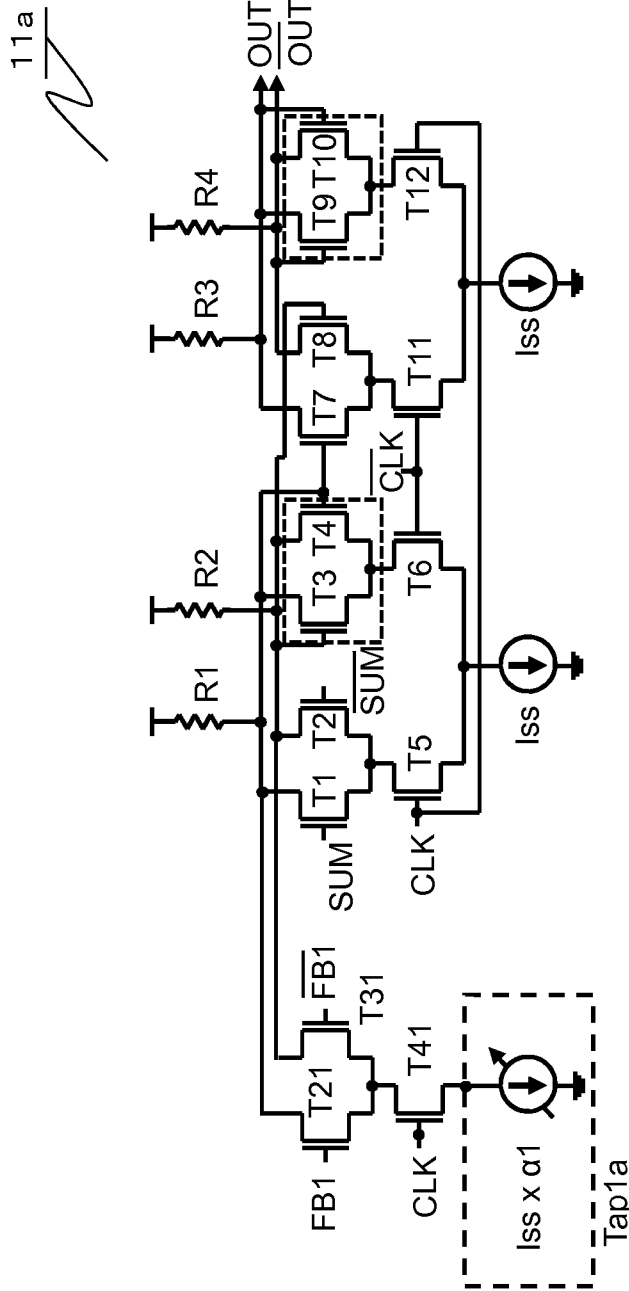 11a
OUT
OUT
R1
R2
R3
R4
T1
T2
T3
T4
T7
T8
T9
T10
SUM
SUM
CLK
T5
T6
CLK
T11
T12
Iss
Iss
FB1
T21
FB1
T31
CLK
T41
Iss x α1
Tap1a